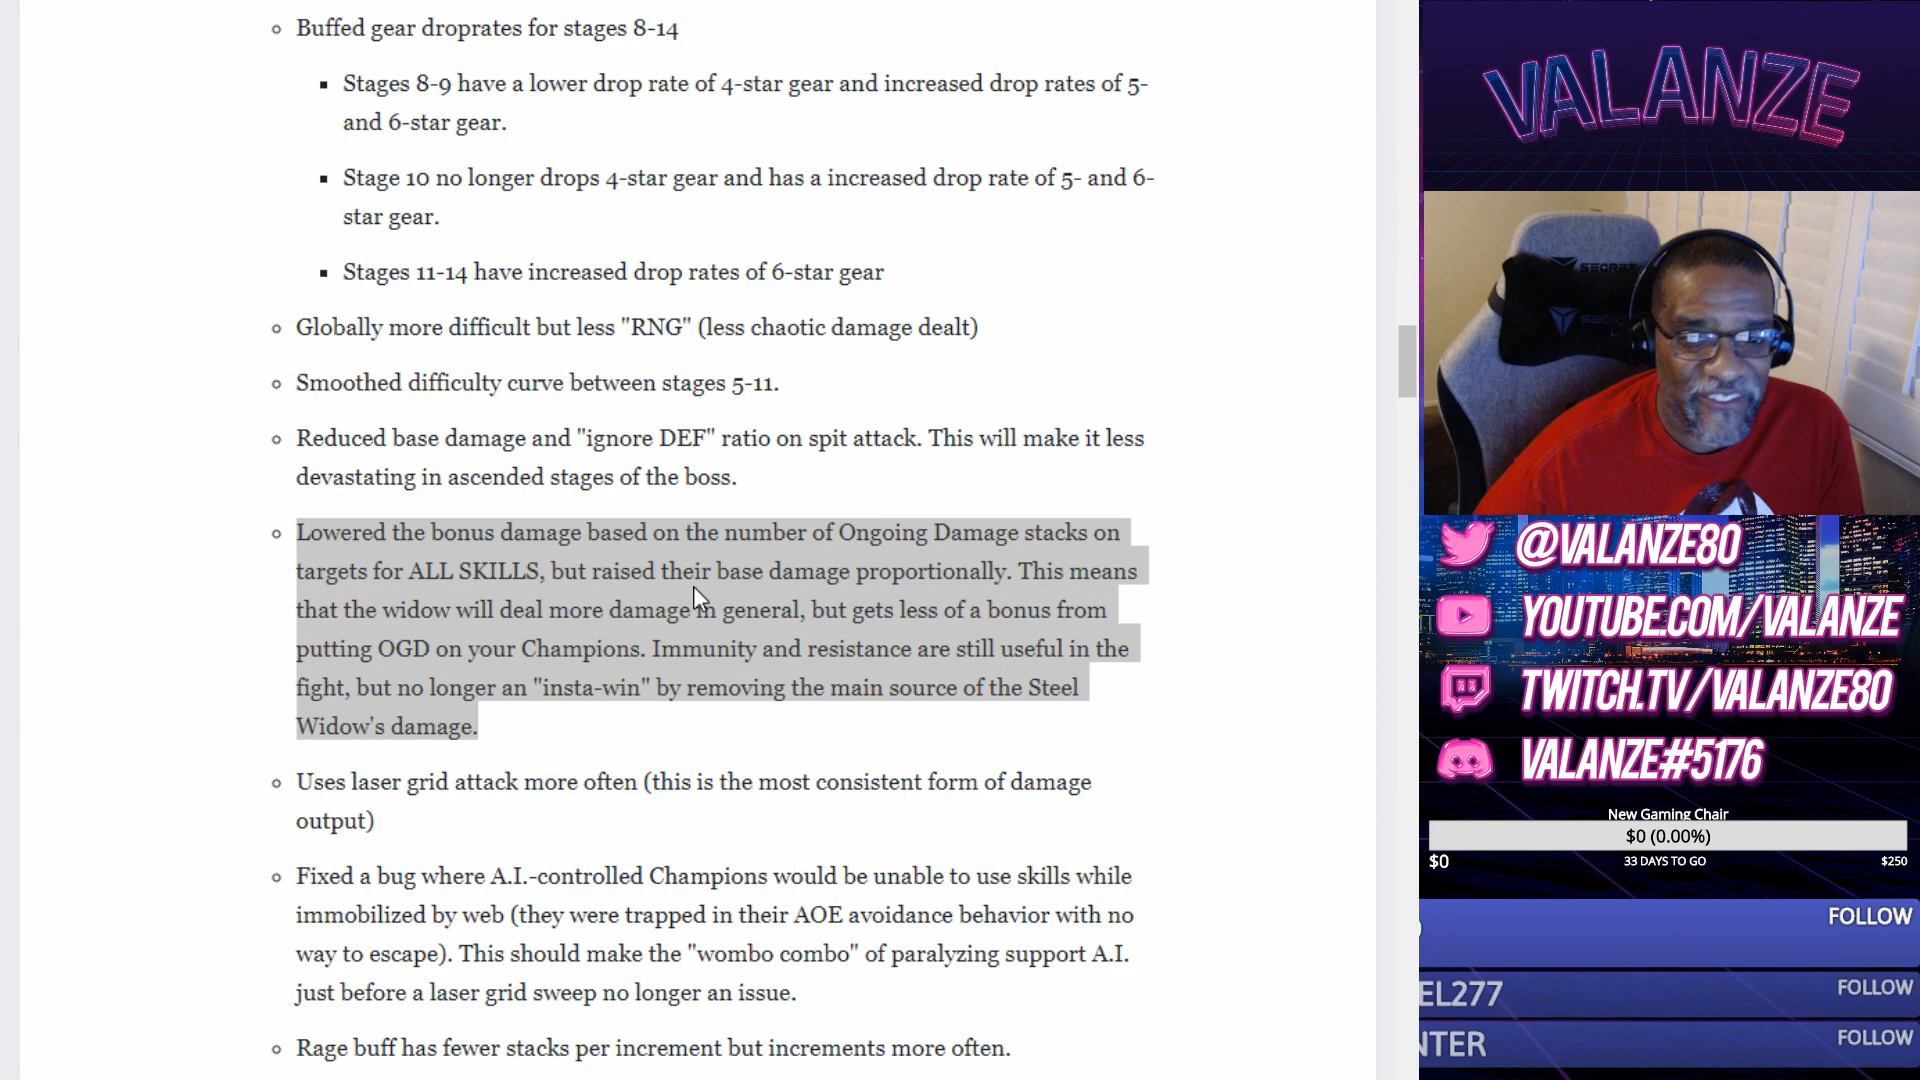 Buffed gear droprates for stages 8-14
Stages 8-9 have a lower drop rate of 4-star gear and increased drop rates of 5-
and 6-star gear.
Stage 10 no longer drops 4-star gear and has a increased drop rate of 5- and 6-
star gear.
Stages 11-14 have increased drop rates of 6-star gear
Globally more difficult but less "RNG" (less chaotic damage dealt)
Smoothed difficulty curve between stages 5-11.
Reduced base damage and "ignore DEF" ratio on spit attack. This will make it less
devastating in ascended stages of the boss.
Lowered the bonus damage based on the number of Ongoing Damage stacks on
targets for ALL SKILLS, but raised their base damage proportionally. This means
that the widow will deal more damage in general, but gets less of a bonus from
putting OGD on your Champions. Immunity and resistance are still useful in the
fight, but no longer an "insta-win" by removing the main source of the Steel
Widow's damage.
Uses laser grid attack more often (this is the most consistent form of damage
output)
Fixed a bug where A.I.-controlled Champions would be unable to use skills while
immobilized by web (they were trapped in their AOE avoidance behavior with no
way to escape). This should make the "wombo combo" of paralyzing support A.I.
just before a laser grid sweep no longer an issue.
Rage buff has fewer stacks per increment but increments more often.
VALANZE
@VALANZE80
YOUTUBE.COM/VALANZE
TWITCH.TV/VALANZE80
VALANZE#5176
New Gaming Chair
$0 (0.00%)
$0 33 DAYS TO GO $250
FOLLOW
EL277 FOLLOW
NTER FOLLOW